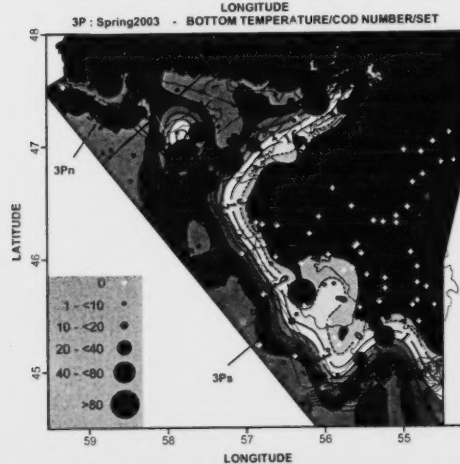 LONGITUDE
3P : Spring2003 - BOTTOM TEMPERATURE/COD NUMBER/SET
48
47
46
45
LATITUDE
3Pn
3Ps
0
1 - <10
10 - <20
20 - <40
40 - <80
>80
59
58
57
56
55
LONGITUDE